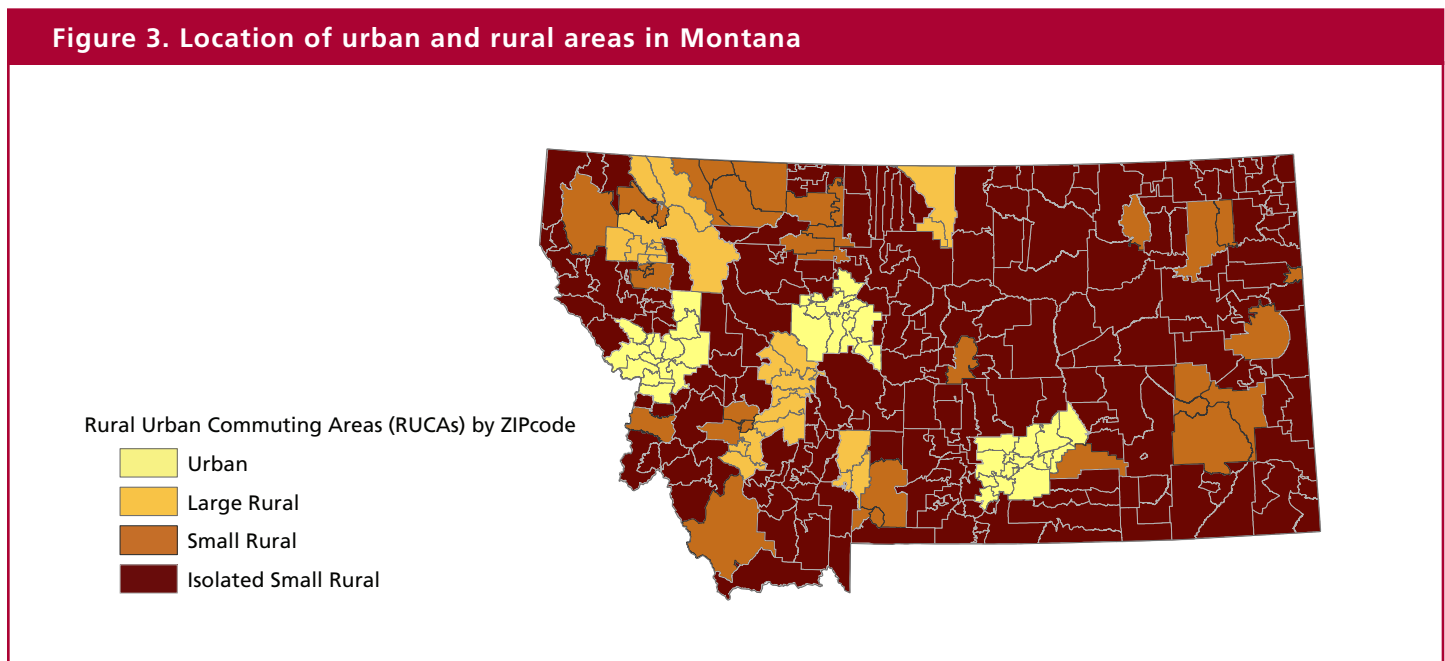 Figure 3. Location of urban and rural areas in Montana
Rural Urban Commuting Areas (RUCAs) by ZIPcode
Urban
Large Rural
Small Rural
Isolated Small Rural